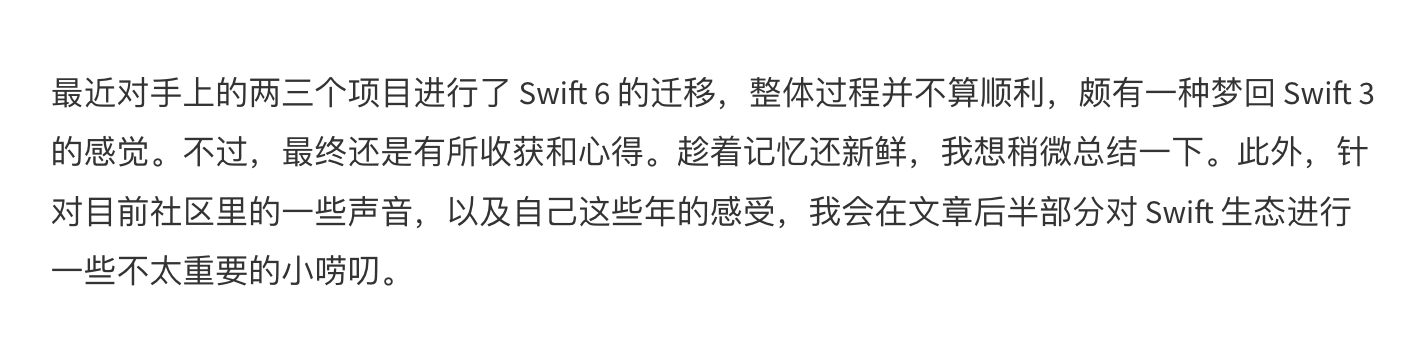 最近对手上的两三个项目进行了 Swift 6 的迁移，整体过程并不算顺利，颇有一种梦回 Swift 3
的感觉。不过，最终还是有所收获和心得。趁着记忆还新鲜，我想稍微总结一下。此外，针
对目前社区里的一些声音，以及自己这些年的感受，我会在文章后半部分对 Swift 生态进行
一些不太重要的小唠叨。